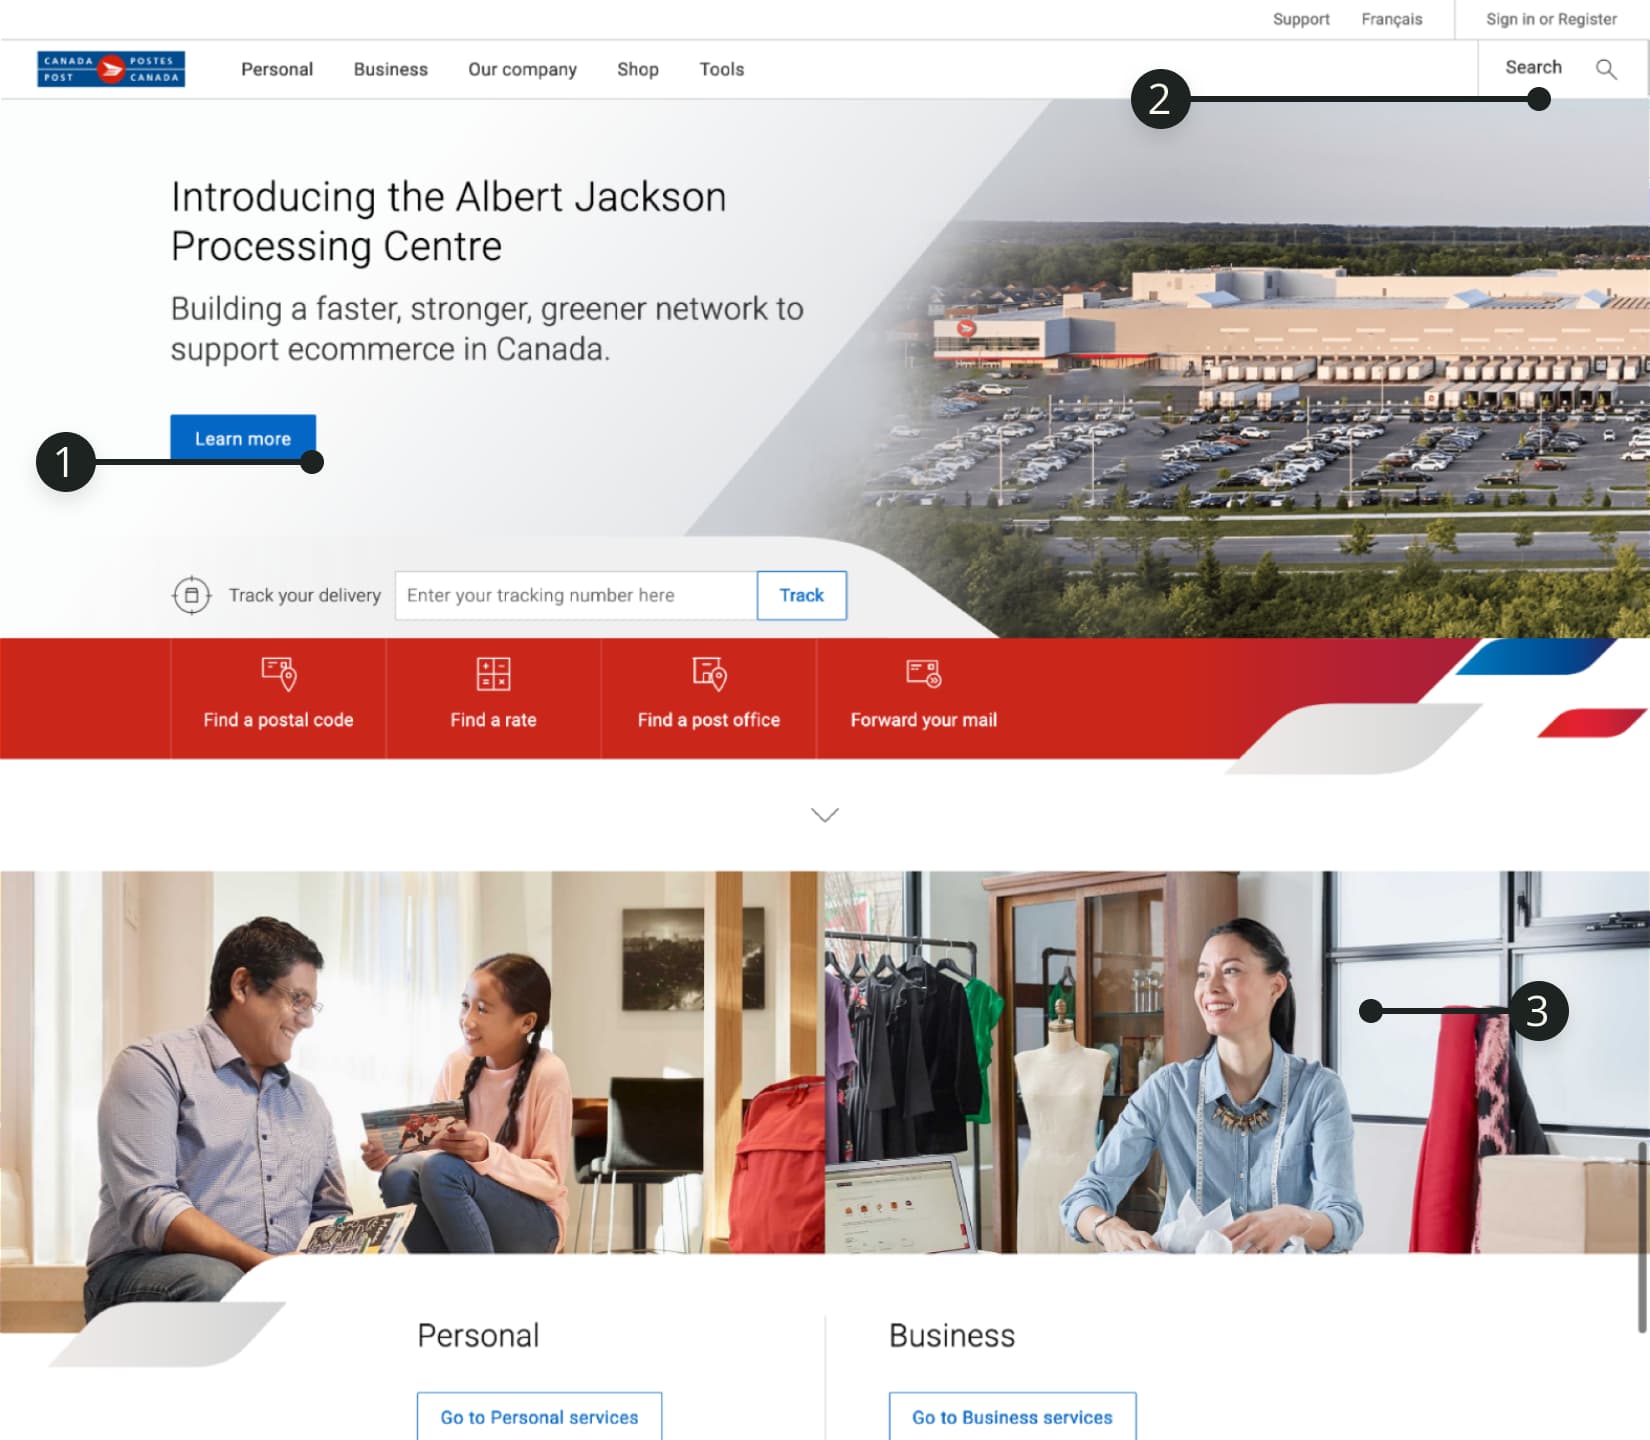 Support Français Sign in or Register
CANADA POSTES
POST CANADA
Personal Business Our company Shop Tools
Search
2
Introducing the Albert Jackson
Processing Centre
Building a faster, stronger, greener network to
support ecommerce in Canada.
Learn more
1
Track your delivery Enter your tracking number here Track
Find a postal code Find a rate Find a post office Forward your mail
3
Personal Business
Go to Personal services Go to Business services